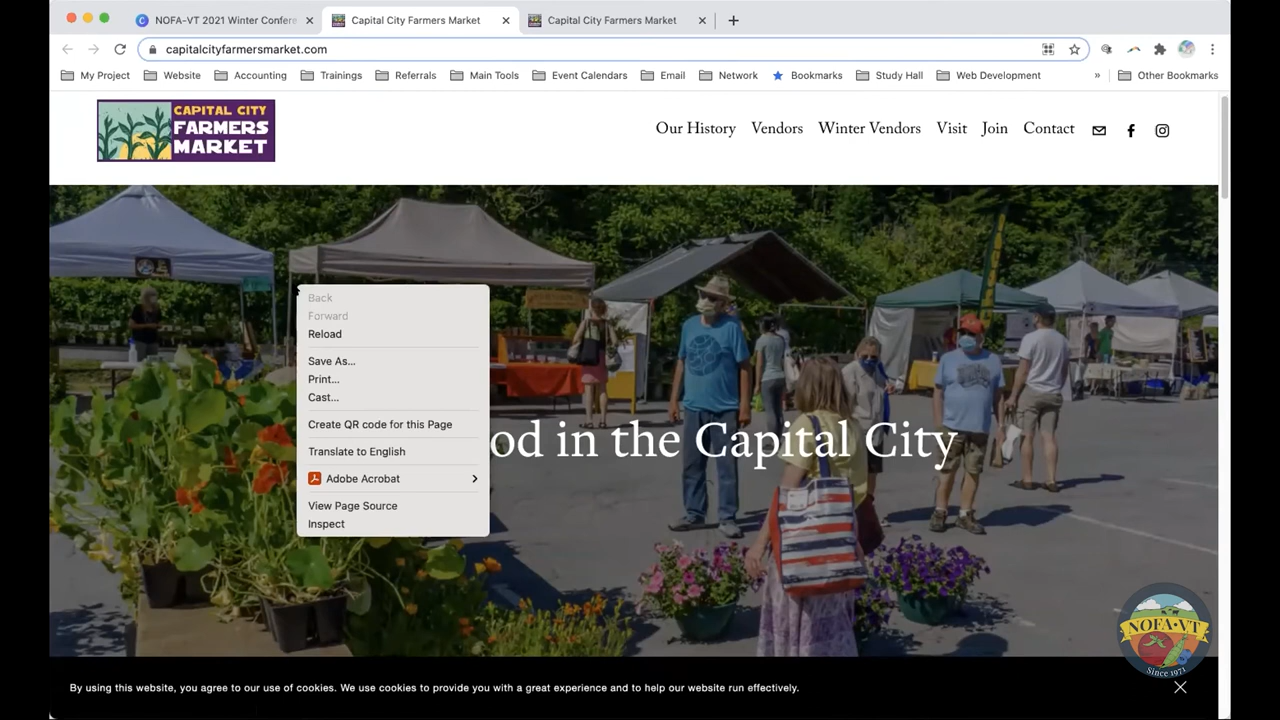 NOFA-VT 2021 Winter Confere
Capital City Farmers Market
Capital City Farmers Market
capitalcityfarmersmarket.com
My Project
Website
Accounting
Trainings
Referrals
Main Tools
Event Calendars
Email
Network
Bookmarks
Study Hall
Web Development
»
Other Bookmarks
CAPITAL CITY
FARMERS
MARKET
Our History
Vendors
Winter Vendors
Visit
Join
Contact
Back
Forward
Reload
Save As...
Print...
Cast...
Create QR code for this Page
Translate to English
Adobe Acrobat
View Page Source
Inspect
od in the Capital City
NOFA•VT
Since 1971
By using this website, you agree to our use of cookies. We use cookies to provide you with a great experience and to help our website run effectively.